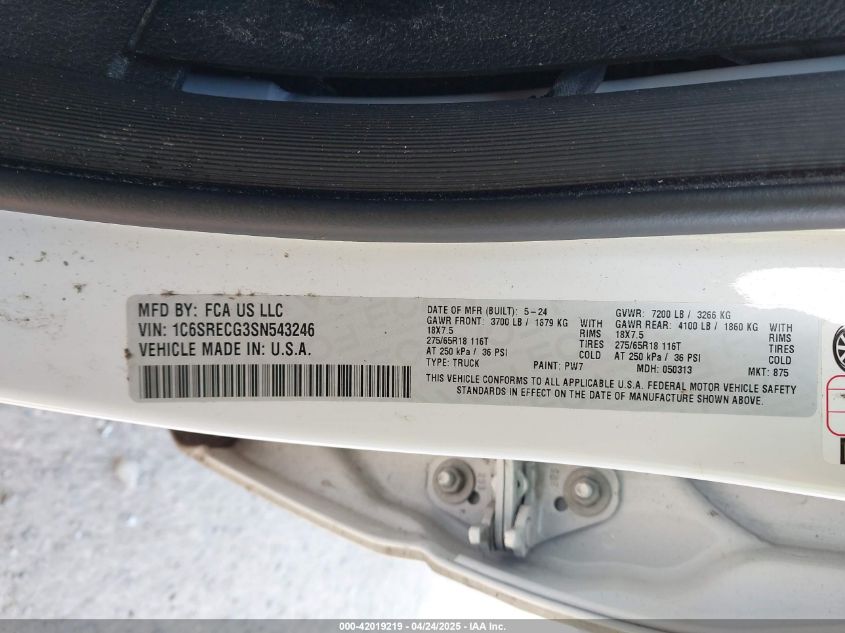 MFD BY: FCA US LLC
VIN: 1C6SRECG3SN543246
VEHICLE MADE IN: U.S.A.
DATE OF MFR (BUILT): 5-24 GVWR: 7200 LB / 3266 KG
GAWR FRONT: 3700 LB / 1679 KG WITH GAWR REAR: 4100 LB / 1860 KG WITH
18X7.5 RIMS 18X7.5 RIMS
275/65R18 116T TIRES 275/65R18 116T TIRES
AT 250 kPa / 36 PSI COLD AT 250 kPa / 36 PSI COLD
TYPE: TRUCK PAINT: PW7 MDH: 050313 MKT: 875
THIS VEHICLE CONFORMS TO ALL APPLICABLE U.S.A. FEDERAL MOTOR VEHICLE SAFETY
STANDARDS IN EFFECT ON THE DATE OF MANUFACTURE SHOWN ABOVE.
000-42019219 - 04/24/2025 - IAA Inc.